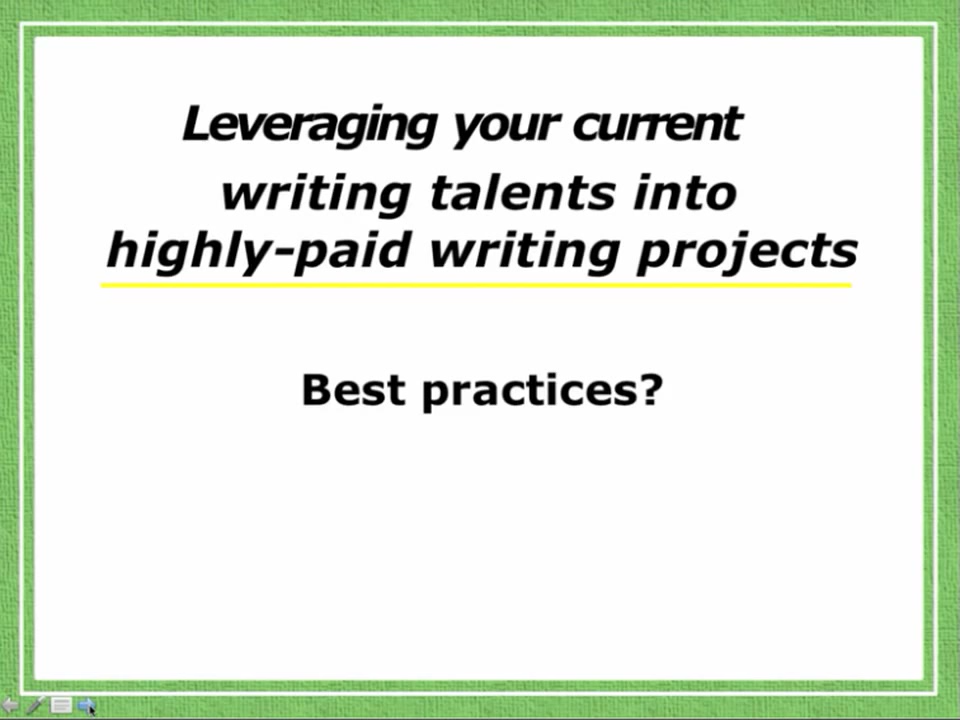 Leveraging your current
writing talents into
highly-paid writing projects
Best practices?